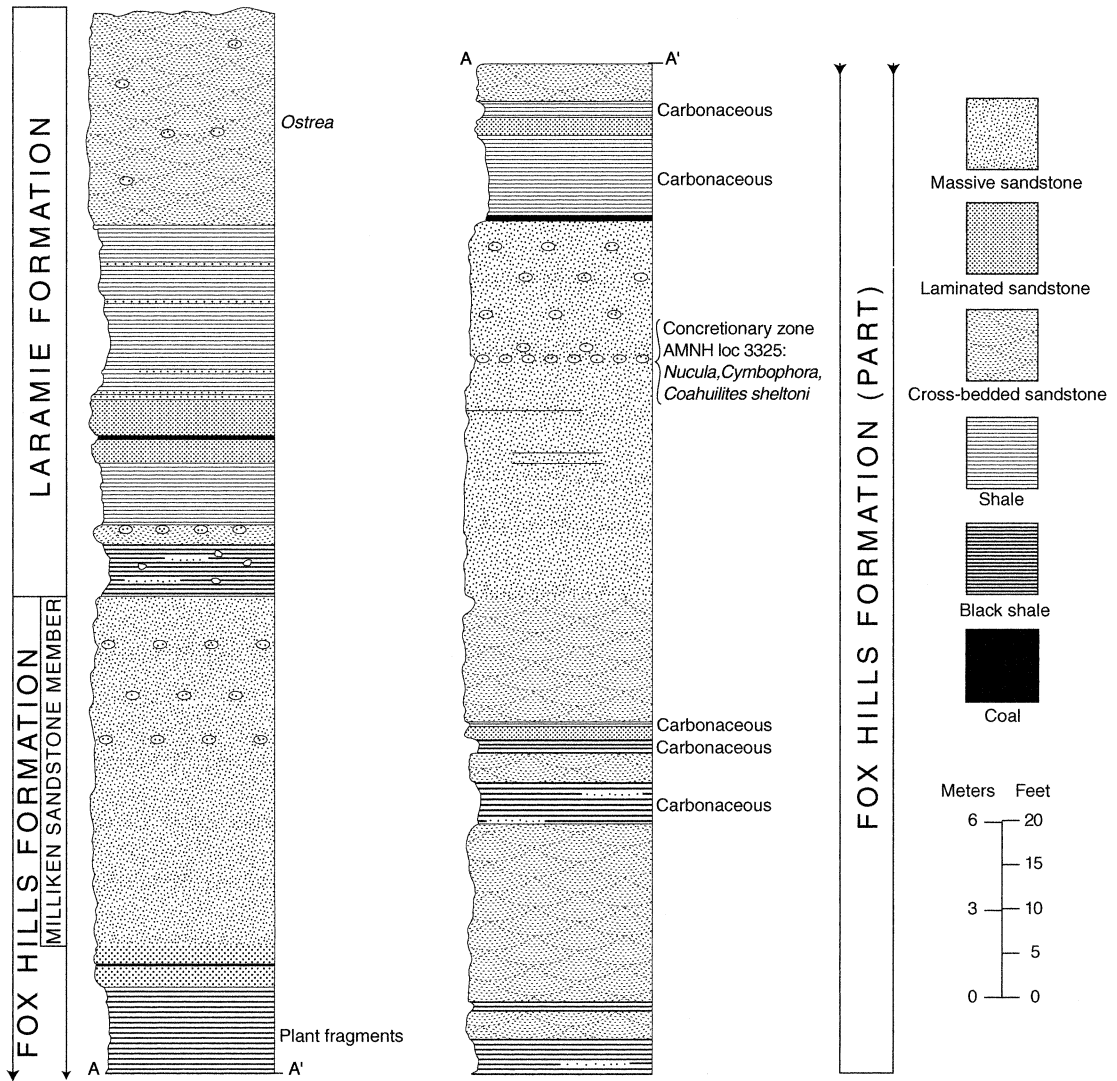 LARAMIE FORMATION
FOX HILLS FORMATION
MILLIKEN SANDSTONE MEMBER
Ostrea
Plant fragments
A
A'
A
A'
Carbonaceous
Carbonaceous
Concretionary zone
AMNH loc 3325:
Nucula, Cymbophora,
Coahuilites sheltoni
Carbonaceous
Carbonaceous
Carbonaceous
FOX HILLS FORMATION (PART)
Massive sandstone
Laminated sandstone
Cross-bedded sandstone
Shale
Black shale
Coal
Meters Feet
6 20
15
3 10
5
0 0